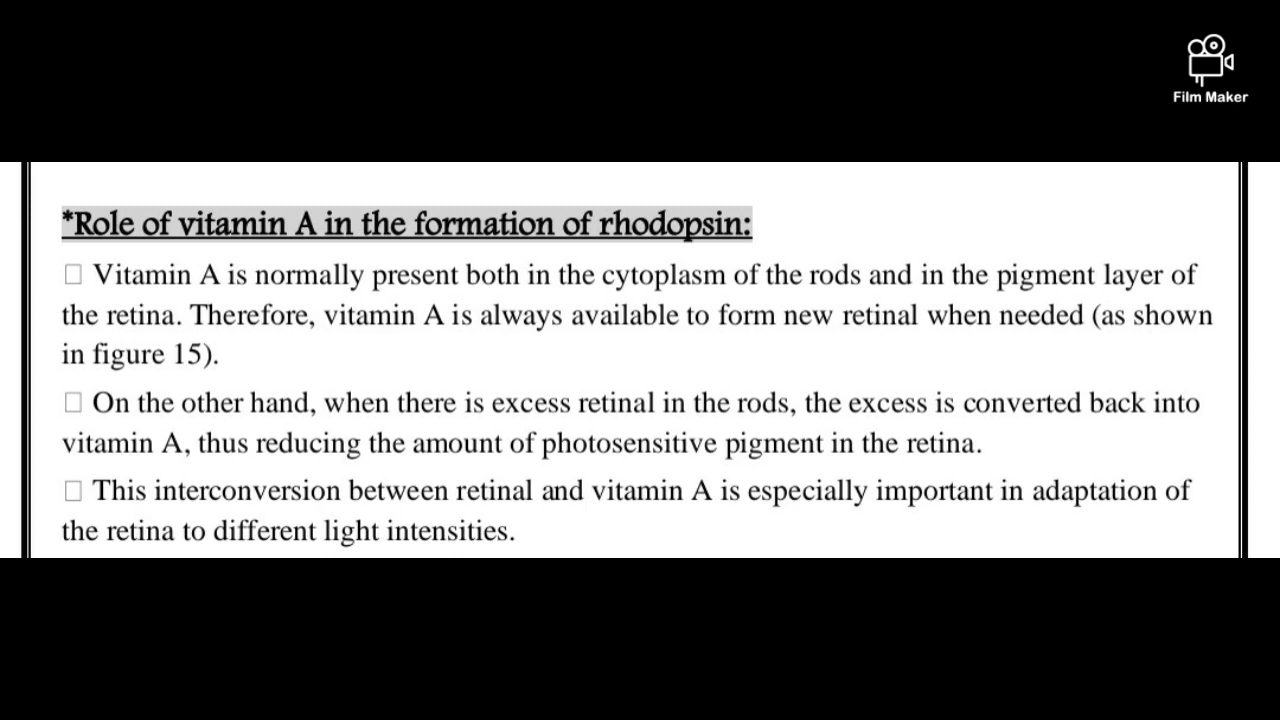 Film Maker
*Role of vitamin A in the formation of rhodopsin:
Vitamin A is normally present both in the cytoplasm of the rods and in the pigment layer of
the retina. Therefore, vitamin A is always available to form new retinal when needed (as shown
in figure 15).
On the other hand, when there is excess retinal in the rods, the excess is converted back into
vitamin A, thus reducing the amount of photosensitive pigment in the retina.
This interconversion between retinal and vitamin A is especially important in adaptation of
the retina to different light intensities.